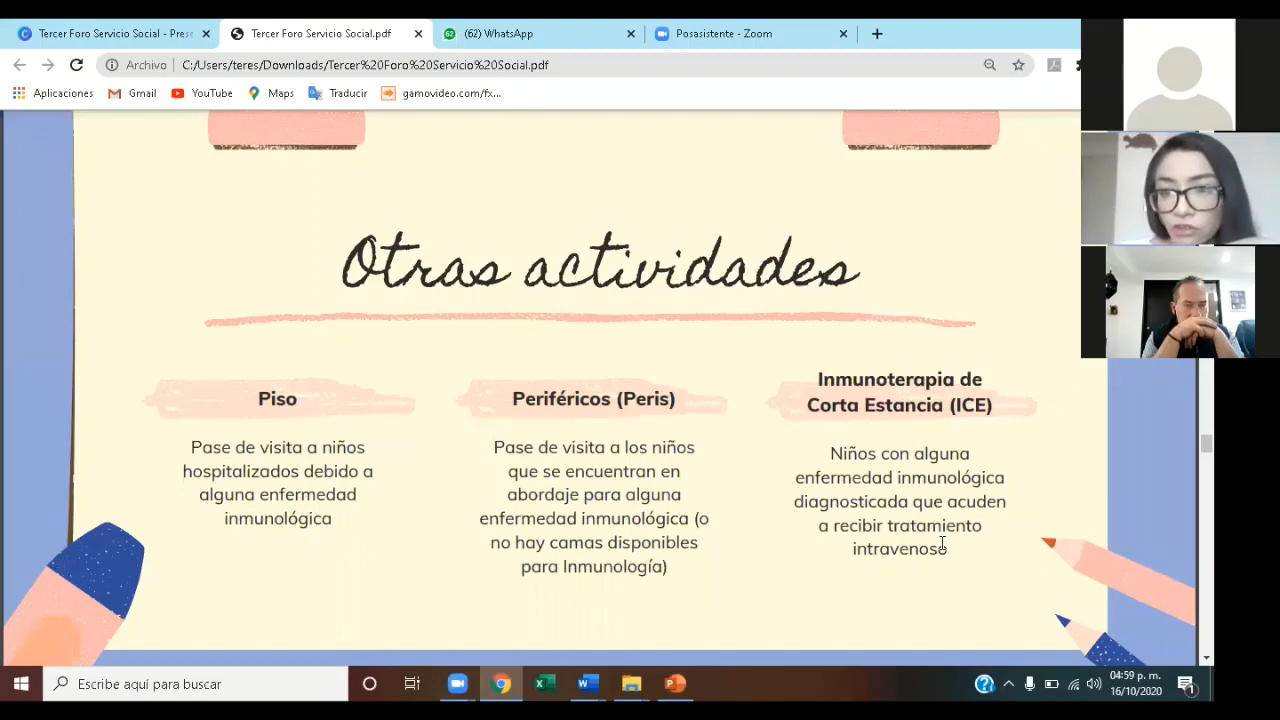 Tercer Foro Servicio Social - Prese
Tercer Foro Servicio Social.pdf
(62) WhatsApp
Posasistente - Zoom
Archivo
C:/Users/teres/Downloads/Tercer%20Foro%20Servicio%20Social.pdf
Aplicaciones
Gmail
YouTube
Maps
Traducir
gamovideo.com/fx...
Otras actividades
Piso
Pase de visita a niños
hospitalizados debido a
alguna enfermedad
inmunológica
Periféricos (Peris)
Pase de visita a los niños
que se encuentran en
abordaje para alguna
enfermedad inmunológica (o
no hay camas disponibles
para Inmunología)
Inmunoterapia de
Corta Estancia (ICE)
Niños con alguna
enfermedad inmunológica
diagnosticada que acuden
a recibir tratamiento
intravenoso
Escribe aquí para buscar
04:59 p. m.
16/10/2020